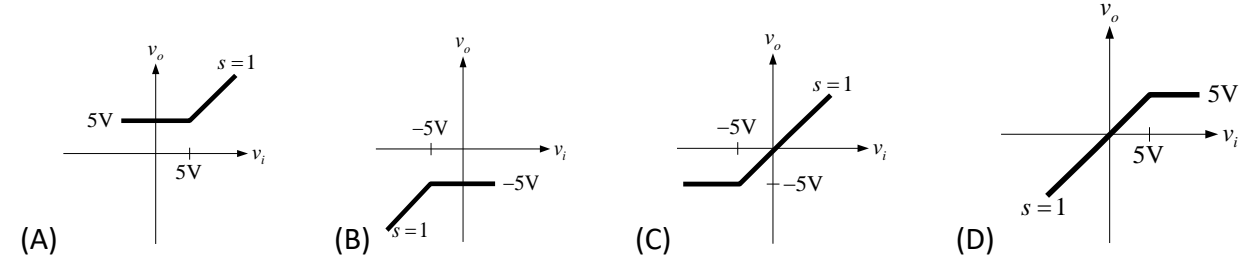 v_o
s = 1
5V
5V
v_i
(A)
v_o
−5V
v_i
−5V
s = 1
(B)
v_o
s = 1
−5V
v_i
−5V
(C)
v_o
5V
v_i
5V
s = 1
(D)